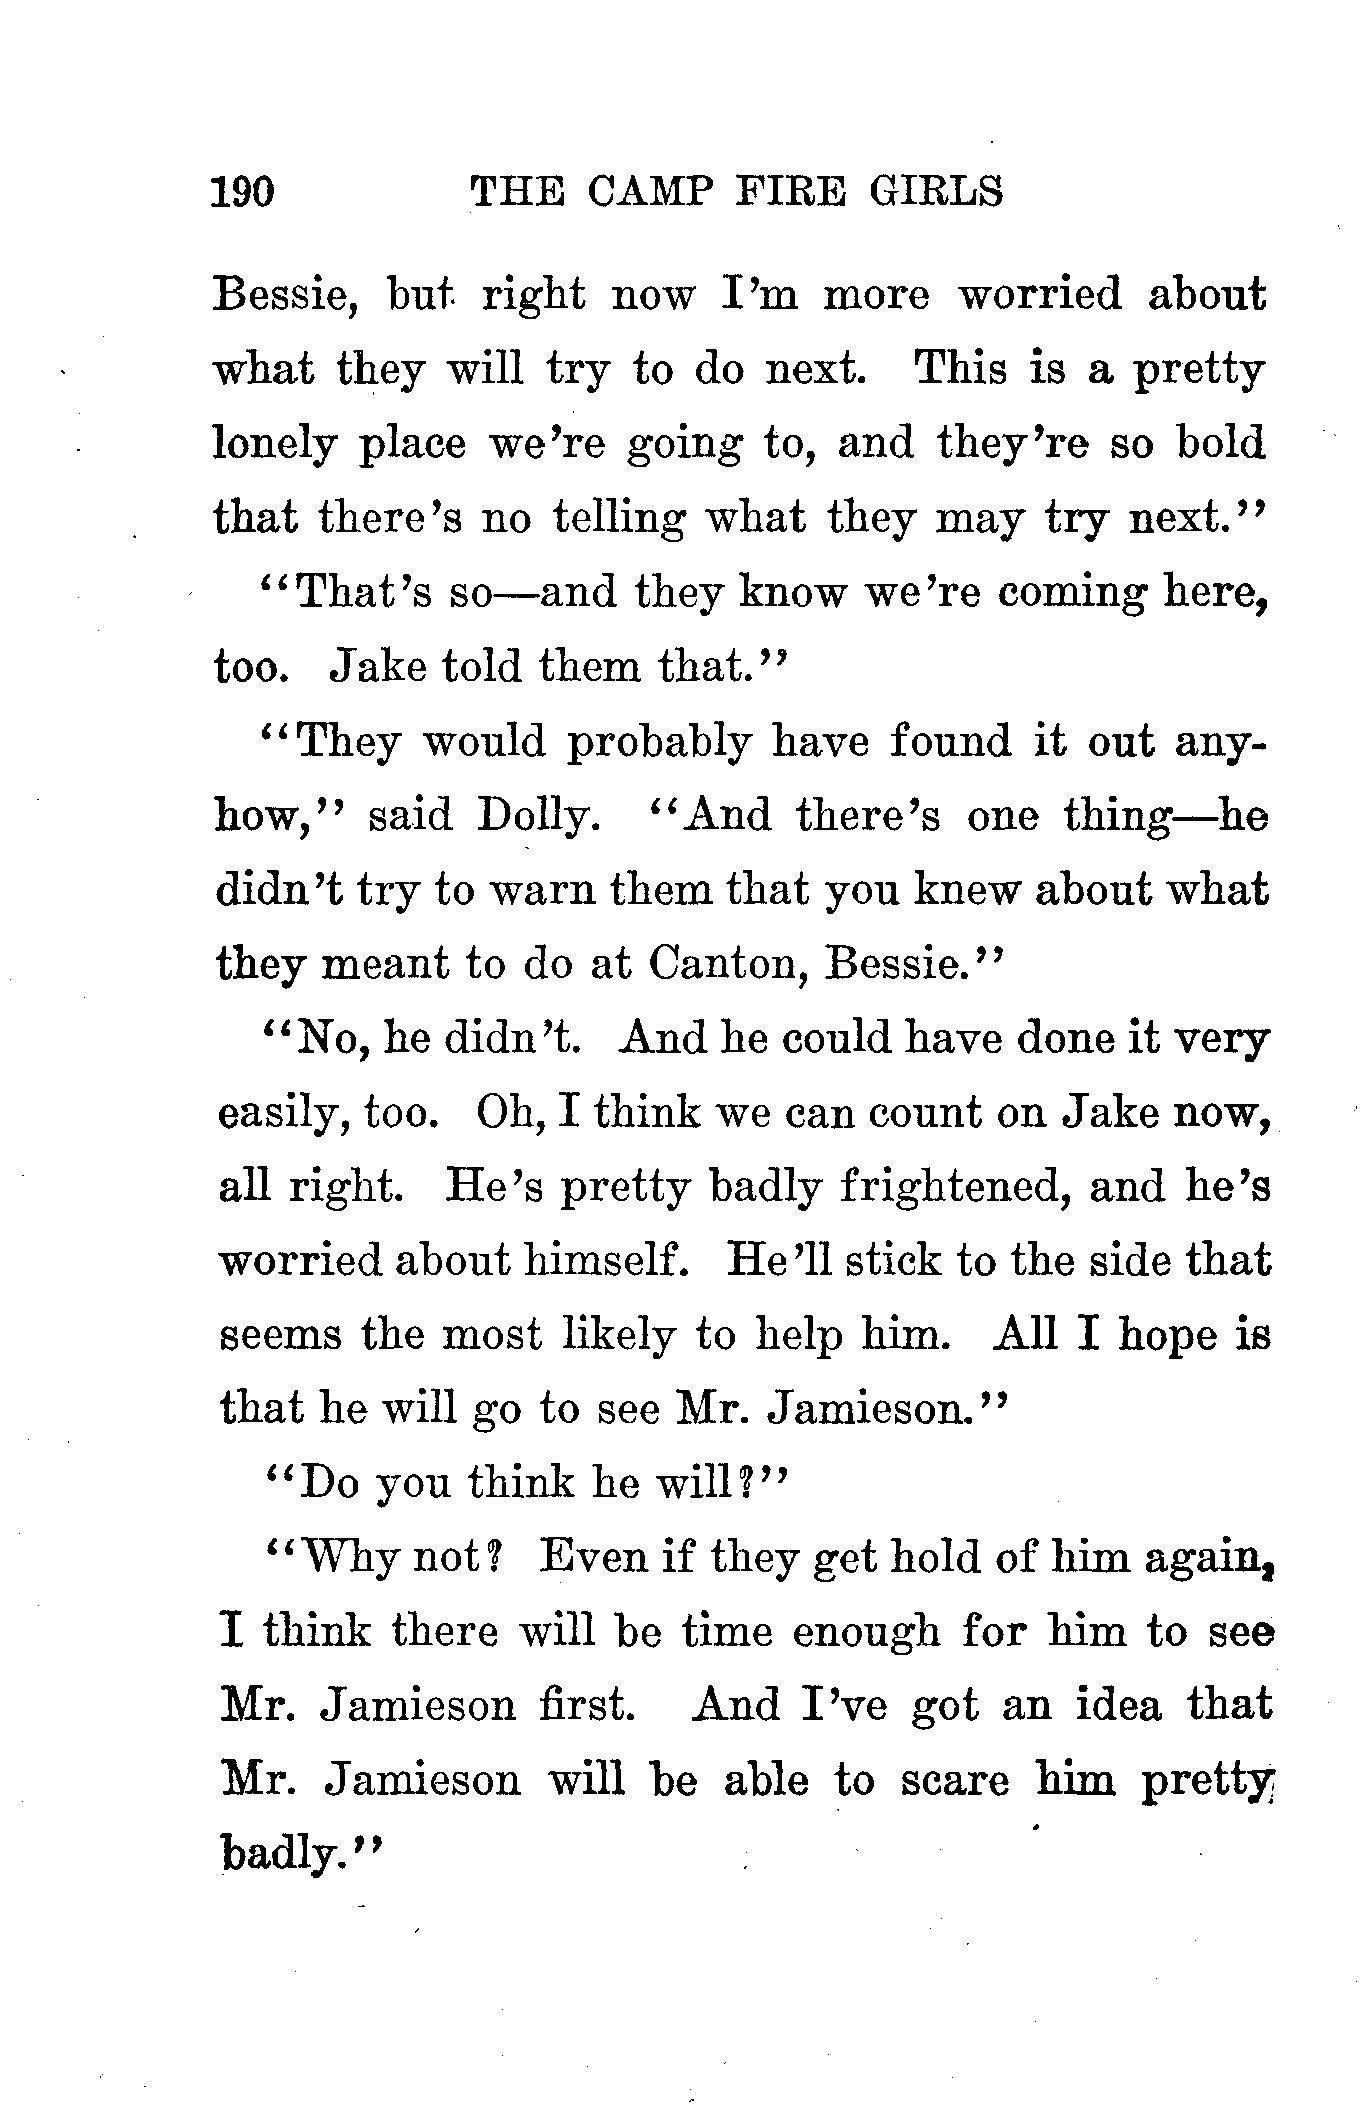 190 THE CAMP FIRE GIRLS
Bessie, but right now I'm more worried about
what they will try to do next. This is a pretty
lonely place we're going to, and they're so bold
that there's no telling what they may try next."
"That's so—and they know we're coming here,
too. Jake told them that."
"They would probably have found it out any-
how," said Dolly. "And there's one thing—he
didn't try to warn them that you knew about what
they meant to do at Canton, Bessie."
"No, he didn't. And he could have done it very
easily, too. Oh, I think we can count on Jake now,
all right. He's pretty badly frightened, and he's
worried about himself. He'll stick to the side that
seems the most likely to help him. All I hope is
that he will go to see Mr. Jamieson."
"Do you think he will?"
"Why not? Even if they get hold of him again,
I think there will be time enough for him to see
Mr. Jamieson first. And I've got an idea that
Mr. Jamieson will be able to scare him pretty
badly."